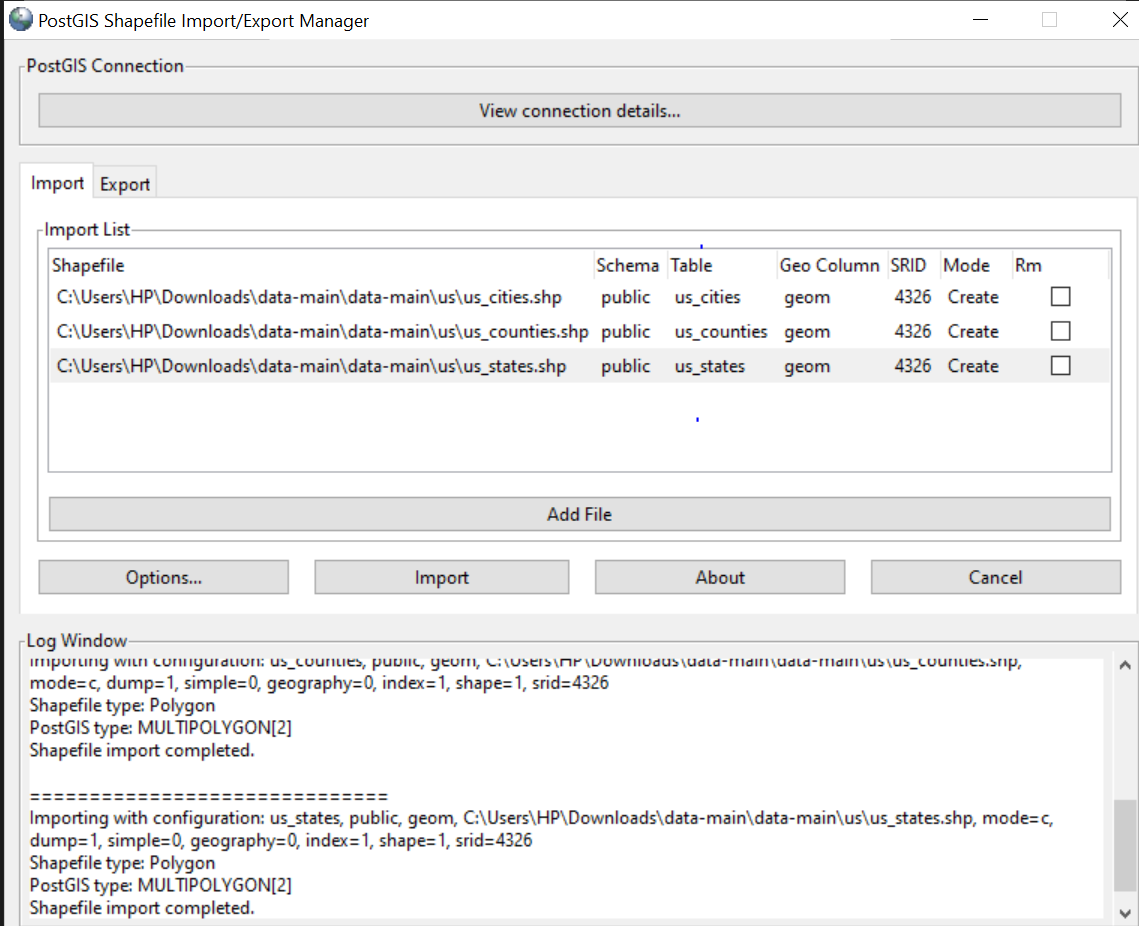 PostGIS Shapefile Import/Export Manager
PostGIS Connection
View connection details...
Import Export
Import List
Shapefile Schema Table Geo Column SRID Mode Rm
C:\Users\HP\Downloads\data-main\data-main\us\us_cities.shp public us_cities geom 4326 Create
C:\Users\HP\Downloads\data-main\data-main\us\us_counties.shp public us_counties geom 4326 Create
C:\Users\HP\Downloads\data-main\data-main\us\us_states.shp public us_states geom 4326 Create
Add File
Options... Import About Cancel
Log Window
Importing with configuration: us_counties, public, geom, C:\Users\HP\Downloads\data-main\data-main\us\us_counties.shp,
mode=c, dump=1, simple=0, geography=0, index=1, shape=1, srid=4326
Shapefile type: Polygon
PostGIS type: MULTIPOLYGON[2]
Shapefile import completed.
==============================
Importing with configuration: us_states, public, geom, C:\Users\HP\Downloads\data-main\data-main\us\us_states.shp, mode=c,
dump=1, simple=0, geography=0, index=1, shape=1, srid=4326
Shapefile type: Polygon
PostGIS type: MULTIPOLYGON[2]
Shapefile import completed.